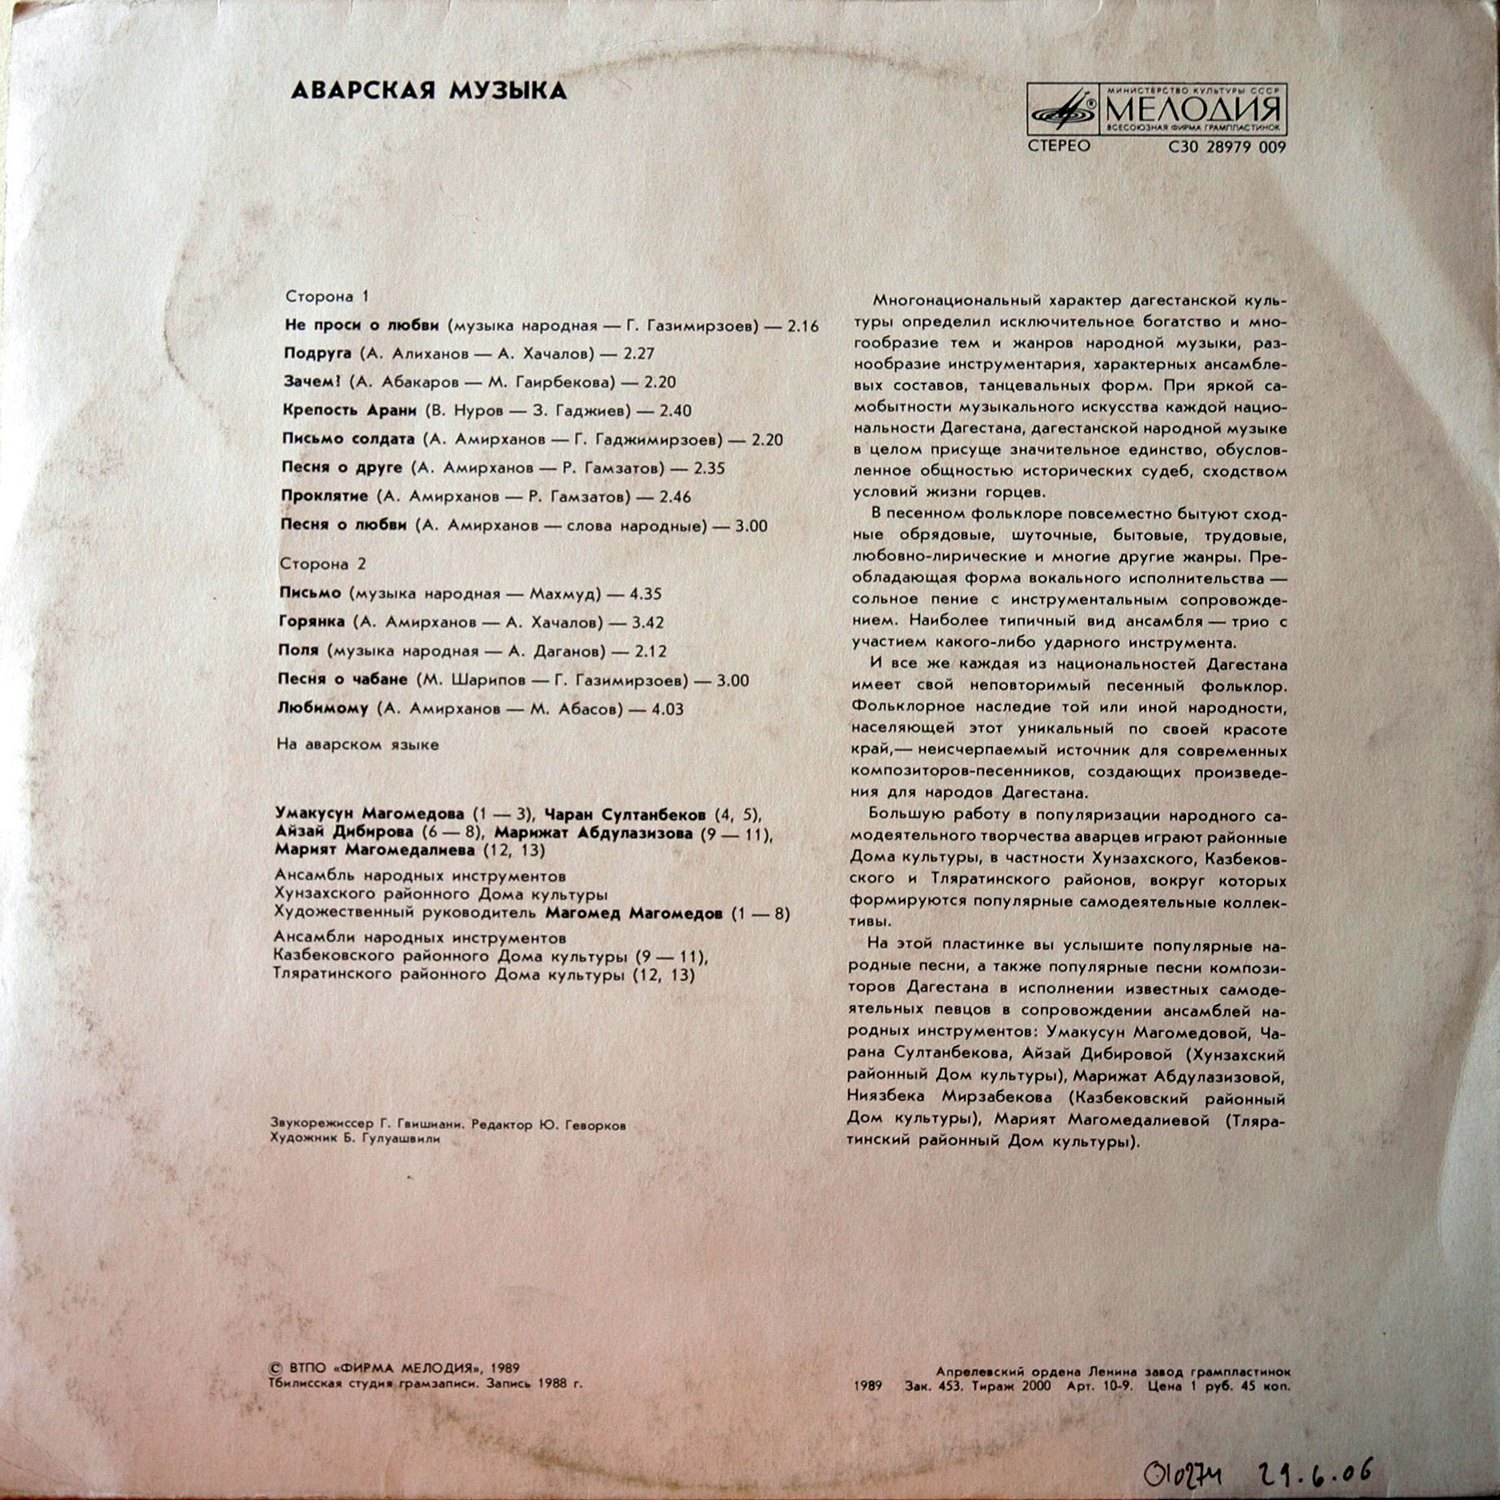 АВАРСКАЯ МУЗЫКА
МИНИСТЕРСТВО КУЛЬТУРЫ СССР
® МЕЛОДИЯ
ВСЕСОЮЗНАЯ ФИРМА ГРАМПЛАСТИНОК
СТЕРЕО С30 28979 009
Сторона 1
Не проси о любви (музыка народная — Г. Газимирзоев) — 2.16
Подруга (А. Алиханов — А. Хачалов) — 2.27
Зачем! (А. Абакаров — М. Гаирбекова) — 2.20
Крепость Арани (В. Нуров — З. Гаджиев) — 2.40
Письмо солдата (А. Амирханов — Г. Гаджимирзоев) — 2.20
Песня о друге (А. Амирханов — Р. Гамзатов) — 2.35
Проклятие (А. Амирханов — Р. Гамзатов) — 2.46
Песня о любви (А. Амирханов — слова народные) — 3.00
Сторона 2
Письмо (музыка народная — Махмуд) — 4.35
Горянка (А. Амирханов — А. Хачалов) — 3.42
Поля (музыка народная — А. Даганов) — 2.12
Песня о чабане (М. Шарипов — Г. Газимирзоев) — 3.00
Любимому (А. Амирханов — М. Абасов) — 4.03
На аварском языке
Умакусун Магомедова (1 — 3), Чаран Султанбеков (4, 5),
Айзай Дибирова (6 — 8), Марижат Абдулазизова (9 — 11),
Марият Магомедалиева (12, 13)
Ансамбль народных инструментов
Хунзахского районного Дома культуры
Художественный руководитель Магомед Магомедов (1 — 8)
Ансамбли народных инструментов
Казбековского районного Дома культуры (9 — 11),
Тляратинского районного Дома культуры (12, 13)
Звукорежиссер Г. Гвишиани. Редактор Ю. Геворков
Художник Б. Гулуашвили
© ВТПО «ФИРМА МЕЛОДИЯ», 1989
Тбилисская студия грамзаписи. Запись 1988 г.
Многонациональный характер дагестанской куль-
туры определил исключительное богатство и мно-
гообразие тем и жанров народной музыки, раз-
нообразие инструментария, характерных ансамбле-
вых составов, танцевальных форм. При яркой са-
мобытности музыкального искусства каждой нацио-
нальности Дагестана, дагестанской народной музыке
в целом присуще значительное единство, обуслов-
ленное общностью исторических судеб, сходством
условий жизни горцев.
В песенном фольклоре повсеместно бытуют сход-
ные обрядовые, шуточные, бытовые, трудовые,
любовно-лирические и многие другие жанры. Пре-
обладающая форма вокального исполнительства —
сольное пение с инструментальным сопровожде-
нием. Наиболее типичный вид ансамбля — трио с
участием какого-либо ударного инструмента.
И все же каждая из национальностей Дагестана
имеет свой неповторимый песенный фольклор.
Фольклорное наследие той или иной народности,
населяющей этот уникальный по своей красоте
край,— неисчерпаемый источник для современных
композиторов-песенников, создающих произведе-
ния для народов Дагестана.
Большую работу в популяризации народного са-
модеятельного творчества аварцев играют районные
Дома культуры, в частности Хунзахского, Казбеков-
ского и Тляратинского районов, вокруг которых
формируются популярные самодеятельные коллек-
тивы.
На этой пластинке вы услышите популярные на-
родные песни, а также популярные песни компози-
торов Дагестана в исполнении известных самоде-
ятельных певцов в сопровождении ансамблей на-
родных инструментов: Умакусун Магомедовой, Ча-
рана Султанбекова, Айзай Дибировой (Хунзахский
районный Дом культуры), Марижат Абдулазизовой,
Ниязбека Мирзабекова (Казбековский районный
Дом культуры), Марият Магомедалиевой (Тляра-
тинский районный Дом культуры).
Апрелевский ордена Ленина завод грампластинок
1989 Зак. 453. Тираж 2000 Арт. 10-9. Цена 1 руб. 45 коп.
010274 29.6.06